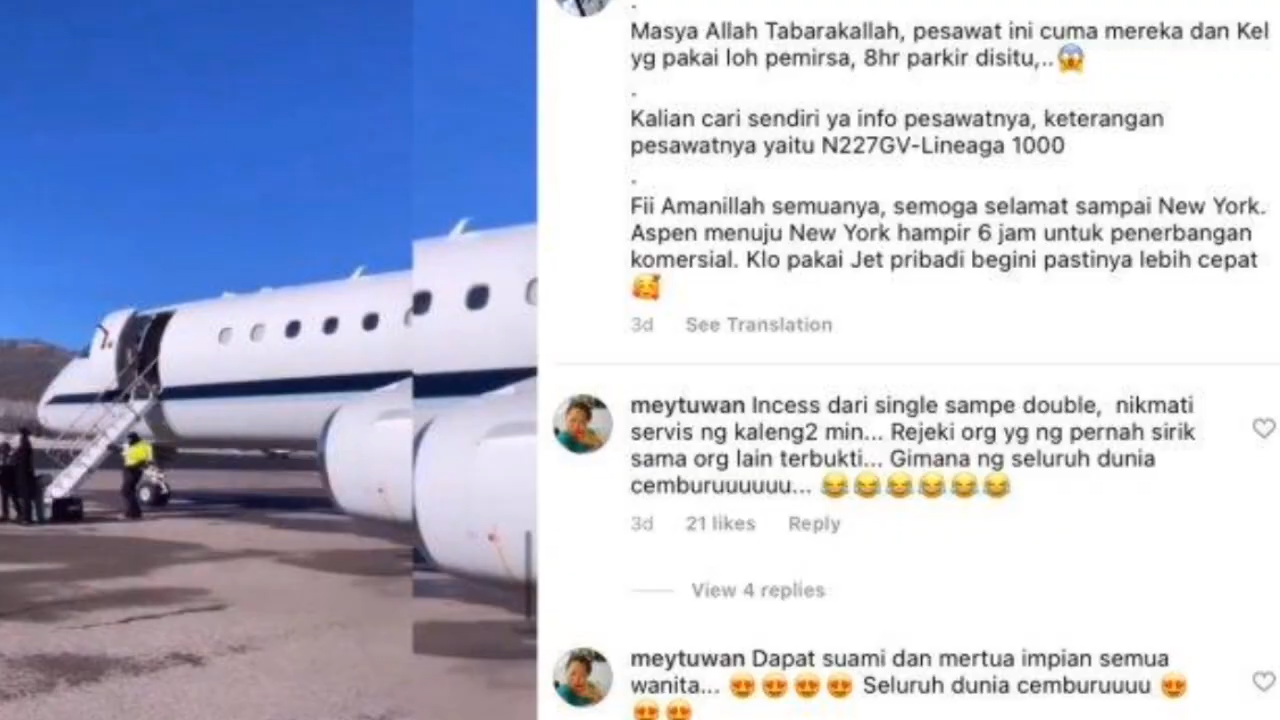 .
Masya Allah Tabarakallah, pesawat ini cuma mereka dan Kel
yg pakai loh pemirsa, 8hr parkir disitu,.. 😱
.
Kalian cari sendiri ya info pesawatnya, keterangan
pesawatnya yaitu N227GV-Lineaga 1000
.
Fii Amanillah semuanya, semoga selamat sampai New York.
Aspen menuju New York hampir 6 jam untuk penerbangan
komersial. Klo pakai Jet pribadi begini pastinya lebih cepat
🥰
3d See Translation
meytuwan Incess dari single sampe double, nikmati
servis ng kaleng2 min... Rejeki org yg ng pernah sirik
sama org lain terbukti... Gimana ng seluruh dunia
cemburuuuuuu... 😂😂😂😂😂😂
3d 21 likes Reply
View 4 replies
meytuwan Dapat suami dan mertua impian semua
wanita... 😍😍😍😍 Seluruh dunia cemburuuuu 😍
😍😍